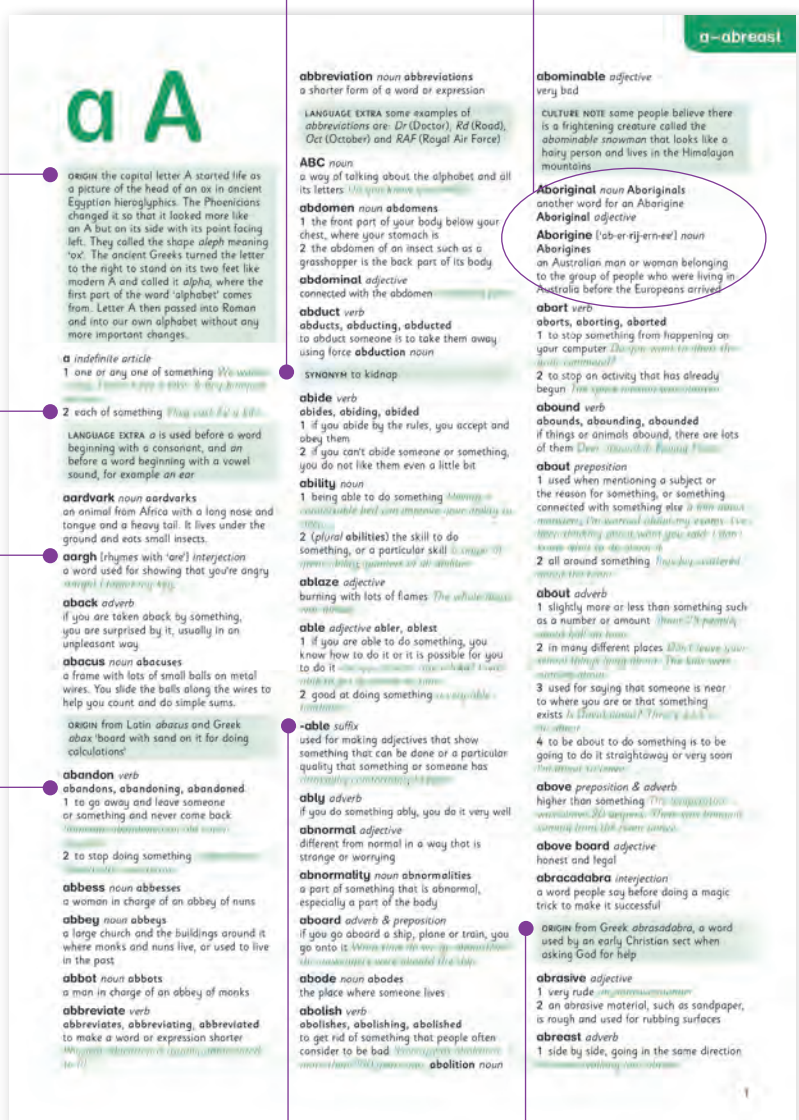 a–abreast
a A
ORIGIN the capital letter A started life as
a picture of the head of an ox in ancient
Egyptian hieroglyphics. The Phoenicians
changed it so that it looked more like
an A but on its side with its point facing
left. They called the shape aleph meaning
'ox'. The ancient Greeks turned the letter
to the right to stand on its two feet like
modern A and called it alpha, where the
first part of the word 'alphabet' comes
from. Letter A then passed into Roman
and into our own alphabet without any
more important changes.
a indefinite article
1 one or any one of something
2 each of something
LANGUAGE EXTRA a is used before a word
beginning with a consonant, and an
before a word beginning with a vowel
sound, for example an ear
aardvark noun aardvarks
an animal from Africa with a long nose and
tongue and a heavy tail. It lives under the
ground and eats small insects.
aargh [rhymes with 'are'] interjection
a word used for showing that you're angry
aback adverb
if you are taken aback by something,
you are surprised by it, usually in an
unpleasant way
abacus noun abacuses
a frame with lots of small balls on metal
wires. You slide the balls along the wires to
help you count and do simple sums.
ORIGIN from Latin abacus and Greek
abax 'board with sand on it for doing
calculations'
abandon verb
abandons, abandoning, abandoned
1 to go away and leave someone
or something and never come back
2 to stop doing something
abbess noun abbesses
a woman in charge of an abbey of nuns
abbey noun abbeys
a large church and the buildings around it
where monks and nuns live, or used to live
in the past
abbot noun abbots
a man in charge of an abbey of monks
abbreviate verb
abbreviates, abbreviating, abbreviated
to make a word or expression shorter
abbreviation noun abbreviations
a shorter form of a word or expression
LANGUAGE EXTRA some examples of
abbreviations are: Dr (Doctor), Rd (Road),
Oct (October) and RAF (Royal Air Force)
ABC noun
a way of talking about the alphabet and all
its letters
abdomen noun abdomens
1 the front part of your body below your
chest, where your stomach is
2 the abdomen of an insect such as a
grasshopper is the back part of its body
abdominal adjective
connected with the abdomen
abduct verb
abducts, abducting, abducted
to abduct someone is to take them away
using force abduction noun
SYNONYM to kidnap
abide verb
abides, abiding, abided
1 if you abide by the rules, you accept and
obey them
2 if you can't abide someone or something,
you do not like them even a little bit
ability noun
1 being able to do something
2 (plural abilities) the skill to do
something, or a particular skill
ablaze adjective
burning with lots of flames
able adjective abler, ablest
1 if you are able to do something, you
know how to do it or it is possible for you
to do it
2 good at doing something
-able suffix
used for making adjectives that show
something that can be done or a particular
quality that something or someone has
ably adverb
if you do something ably, you do it very well
abnormal adjective
different from normal in a way that is
strange or worrying
abnormality noun abnormalities
a part of something that is abnormal,
especially a part of the body
aboard adverb & preposition
if you go aboard a ship, plane or train, you
go onto it
abode noun abodes
the place where someone lives
abolish verb
abolishes, abolishing, abolished
to get rid of something that people often
consider to be bad
abolition noun
abominable adjective
very bad
CULTURE NOTE some people believe there
is a frightening creature called the
abominable snowman that looks like a
hairy person and lives in the Himalayan
mountains
Aboriginal noun Aboriginals
another word for an Aborigine
Aboriginal adjective
Aborigine ['ab-er-rij-ern-ee'] noun
Aborigines
an Australian man or woman belonging
to the group of people who were living in
Australia before the Europeans arrived
abort verb
aborts, aborting, aborted
1 to stop something from happening on
your computer
2 to stop an activity that has already
begun
abound verb
abounds, abounding, abounded
if things or animals abound, there are lots
of them
about preposition
1 used when mentioning a subject or
the reason for something, or something
connected with something else
2 all around something
about adverb
1 slightly more or less than something such
as a number or amount
2 in many different places
3 used for saying that someone is near
to where you are or that something
exists
4 to be about to do something is to be
going to do it straightaway or very soon
above preposition & adverb
higher than something
above board adjective
honest and legal
abracadabra interjection
a word people say before doing a magic
trick to make it successful
ORIGIN from Greek abrasadabra, a word
used by an early Christian sect when
asking God for help
abrasive adjective
1 very rude
2 an abrasive material, such as sandpaper,
is rough and used for rubbing surfaces
abreast adverb
1 side by side, going in the same direction
1